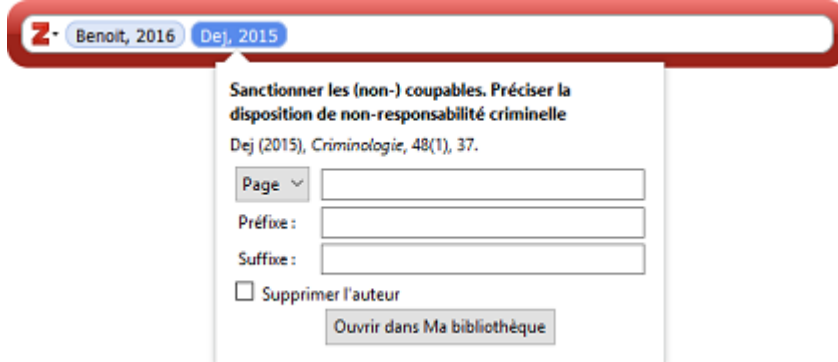 Z Benoit, 2016 Dej, 2015
Sanctionner les (non-) coupables. Préciser la
disposition de non-responsabilité criminelle
Dej (2015), Criminologie, 48(1), 37.
Page
Préfixe :
Suffixe :
Supprimer l'auteur
Ouvrir dans Ma bibliothèque